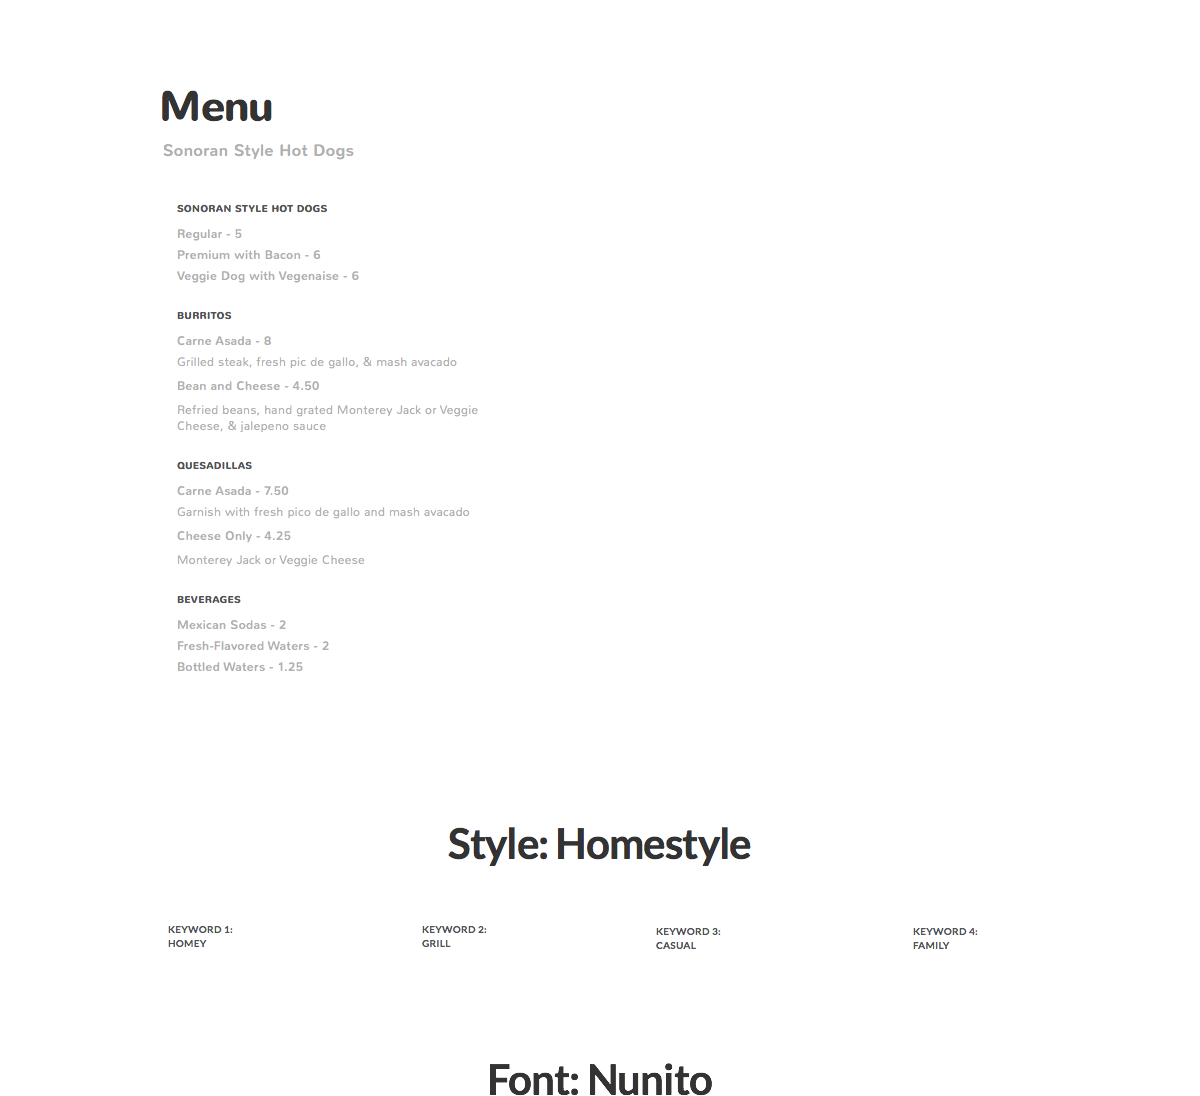 Menu
Sonoran Style Hot Dogs
SONORAN STYLE HOT DOGS
Regular - 5
Premium with Bacon - 6
Veggie Dog with Vegenaise - 6
BURRITOS
Carne Asada - 8
Grilled steak, fresh pic de gallo, & mash avacado
Bean and Cheese - 4.50
Refried beans, hand grated Monterey Jack or Veggie
Cheese, & jalepeno sauce
QUESADILLAS
Carne Asada - 7.50
Garnish with fresh pico de gallo and mash avacado
Cheese Only - 4.25
Monterey Jack or Veggie Cheese
BEVERAGES
Mexican Sodas - 2
Fresh-Flavored Waters - 2
Bottled Waters - 1.25
Style: Homestyle
KEYWORD 1:
HOMEY
KEYWORD 2:
GRILL
KEYWORD 3:
CASUAL
KEYWORD 4:
FAMILY
Font: Nunito